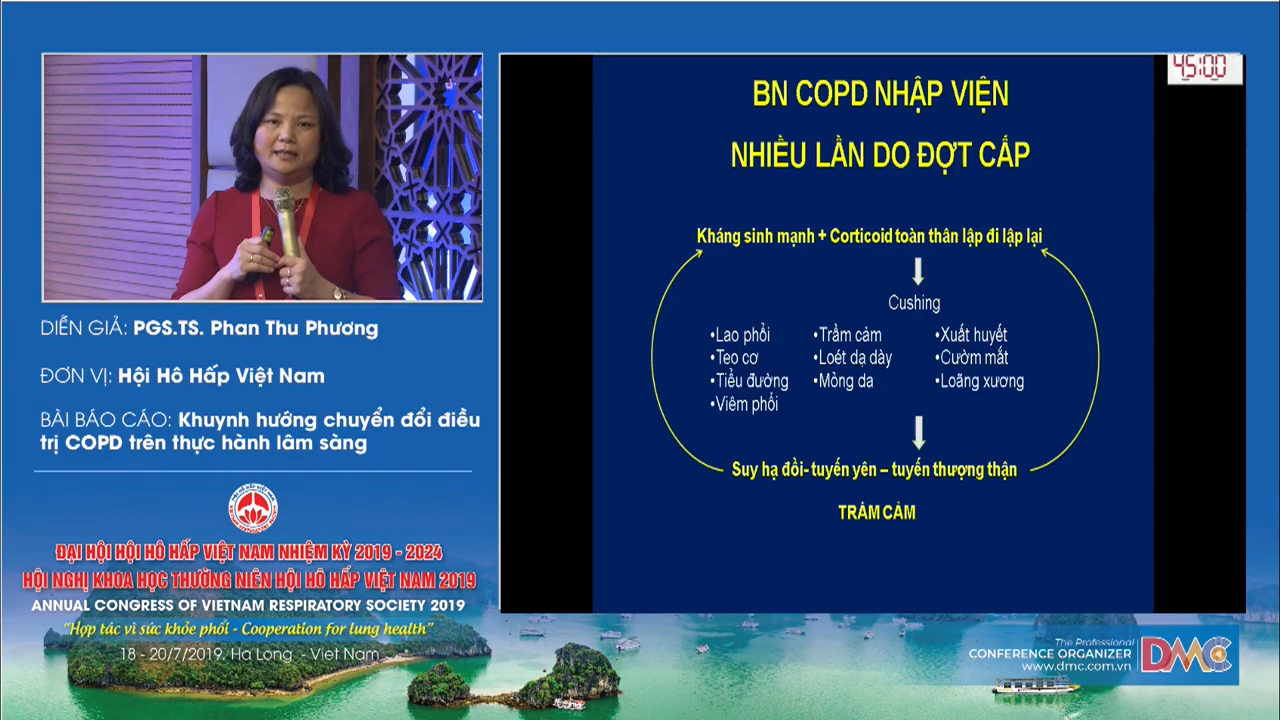 45:00
BN COPD NHẬP VIỆN
NHIỀU LẦN DO ĐỢT CẤP
Kháng sinh mạnh + Corticoid toàn thân lập đi lập lại
Cushing
•Lao phổi
•Teo cơ
•Tiểu đường
•Viêm phổi
•Trầm cảm
•Loét dạ dày
•Mỏng da
•Xuất huyết
•Cườm mắt
•Loãng xương
Suy hạ đồi- tuyến yên – tuyến thượng thận
TRẦM CẢM
DIỄN GIẢ: PGS.TS. Phan Thu Phương
ĐƠN VỊ: Hội Hô Hấp Việt Nam
BÀI BÁO CÁO: Khuynh hướng chuyển đổi điều
trị COPD trên thực hành lâm sàng
ĐẠI HỘI HỘI HÔ HẤP VIỆT NAM NHIỆM KỲ 2019 - 2024
HỘI NGHỊ KHOA HỌC THƯỜNG NIÊN HỘI HÔ HẤP VIỆT NAM 2019
ANNUAL CONGRESS OF VIETNAM RESPIRATORY SOCIETY 2019
"Hợp tác vì sức khỏe phổi - Cooperation for lung health"
18 - 20/7/2019, Ha Long - Viet Nam
The Professional
CONFERENCE ORGANIZER
www.dmc.com.vn
DMC